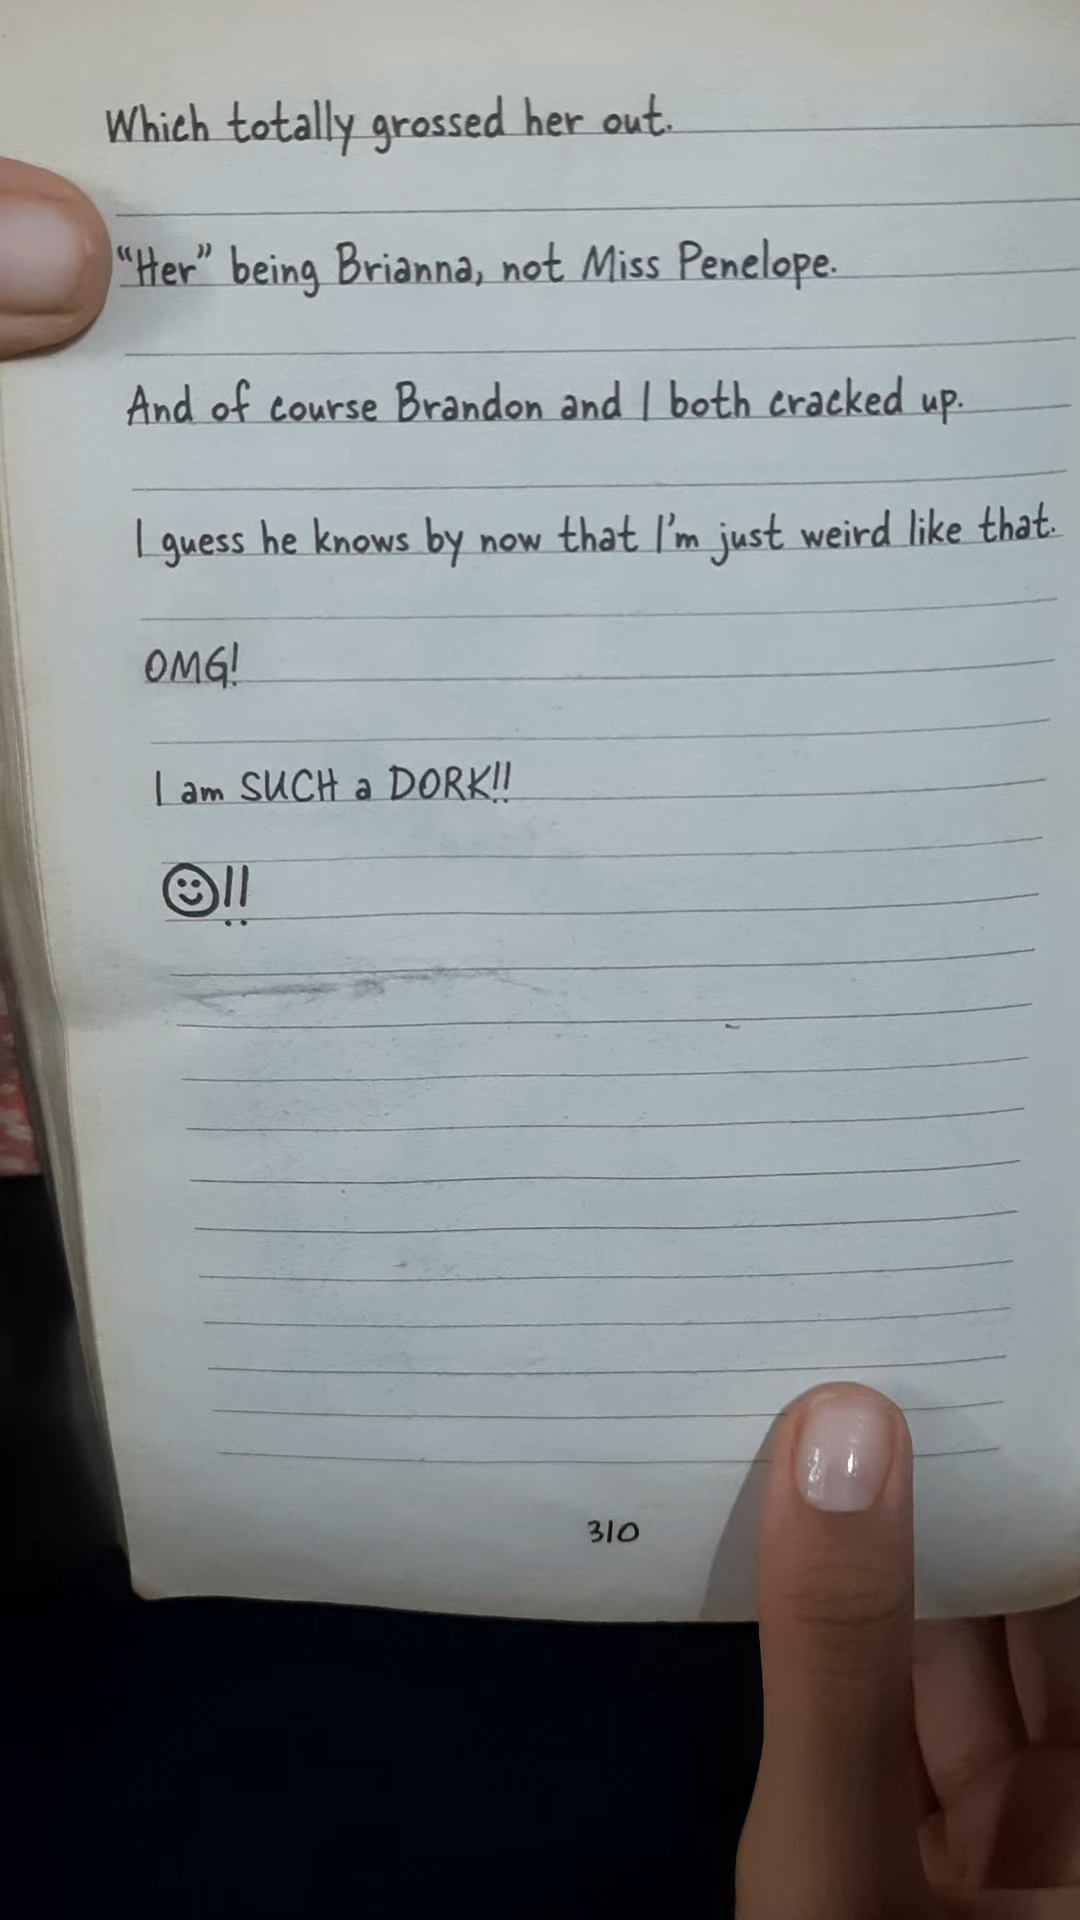 Which totally grossed her out.
“Her” being Brianna, not Miss Penelope.
And of course Brandon and I both cracked up.
I guess he knows by now that I'm just weird like that.
OMG!
I am SUCH a DORK!!
☺!!
310